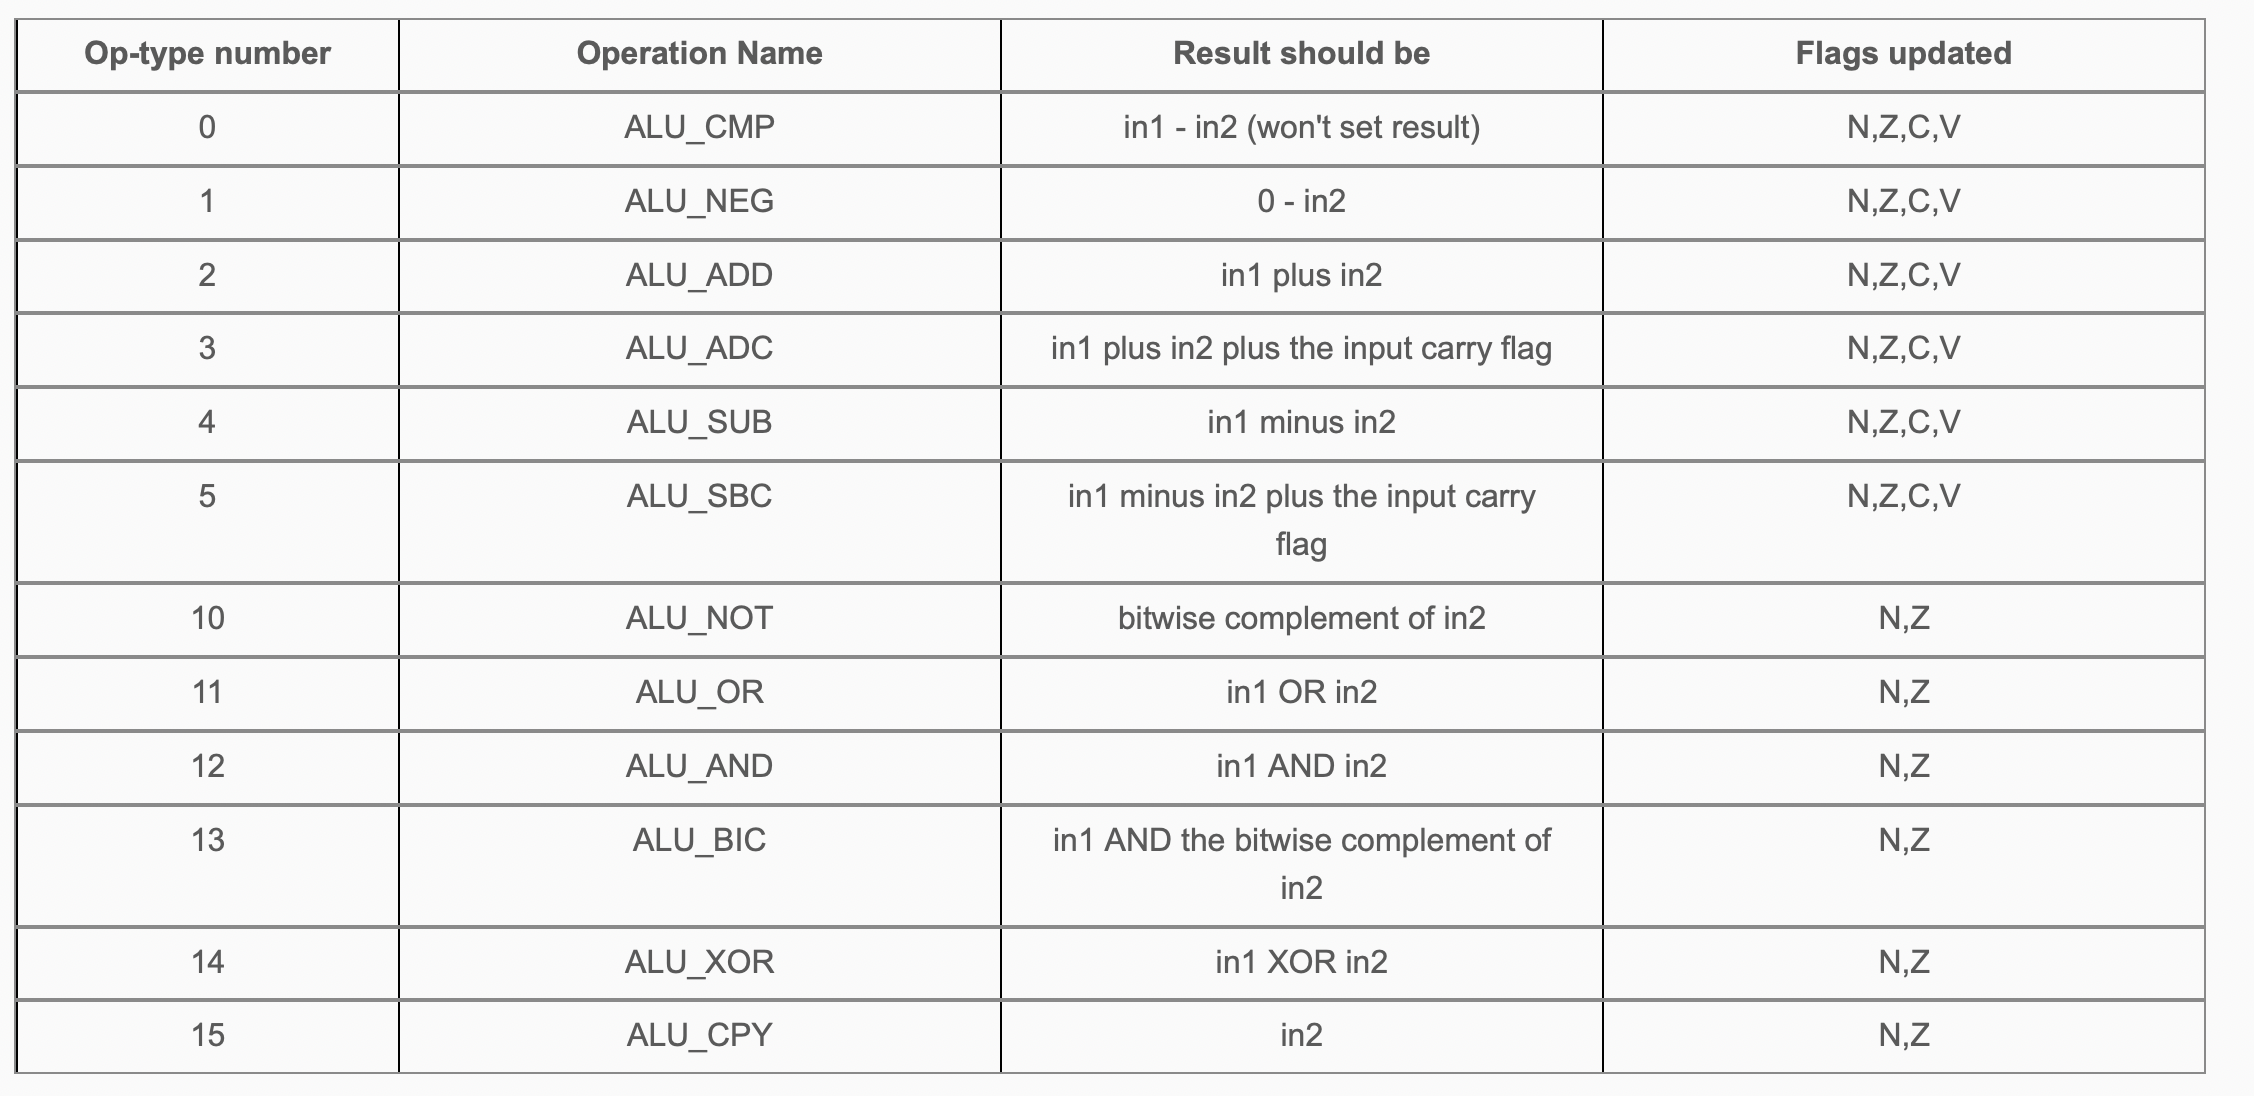 Op-type number Operation Name Result should be Flags updated
0 ALU_CMP in1 - in2 (won't set result) N,Z,C,V
1 ALU_NEG 0 - in2 N,Z,C,V
2 ALU_ADD in1 plus in2 N,Z,C,V
3 ALU_ADC in1 plus in2 plus the input carry flag N,Z,C,V
4 ALU_SUB in1 minus in2 N,Z,C,V
5 ALU_SBC in1 minus in2 plus the input carry N,Z,C,V
flag
10 ALU_NOT bitwise complement of in2 N,Z
11 ALU_OR in1 OR in2 N,Z
12 ALU_AND in1 AND in2 N,Z
13 ALU_BIC in1 AND the bitwise complement of N,Z
in2
14 ALU_XOR in1 XOR in2 N,Z
15 ALU_CPY in2 N,Z